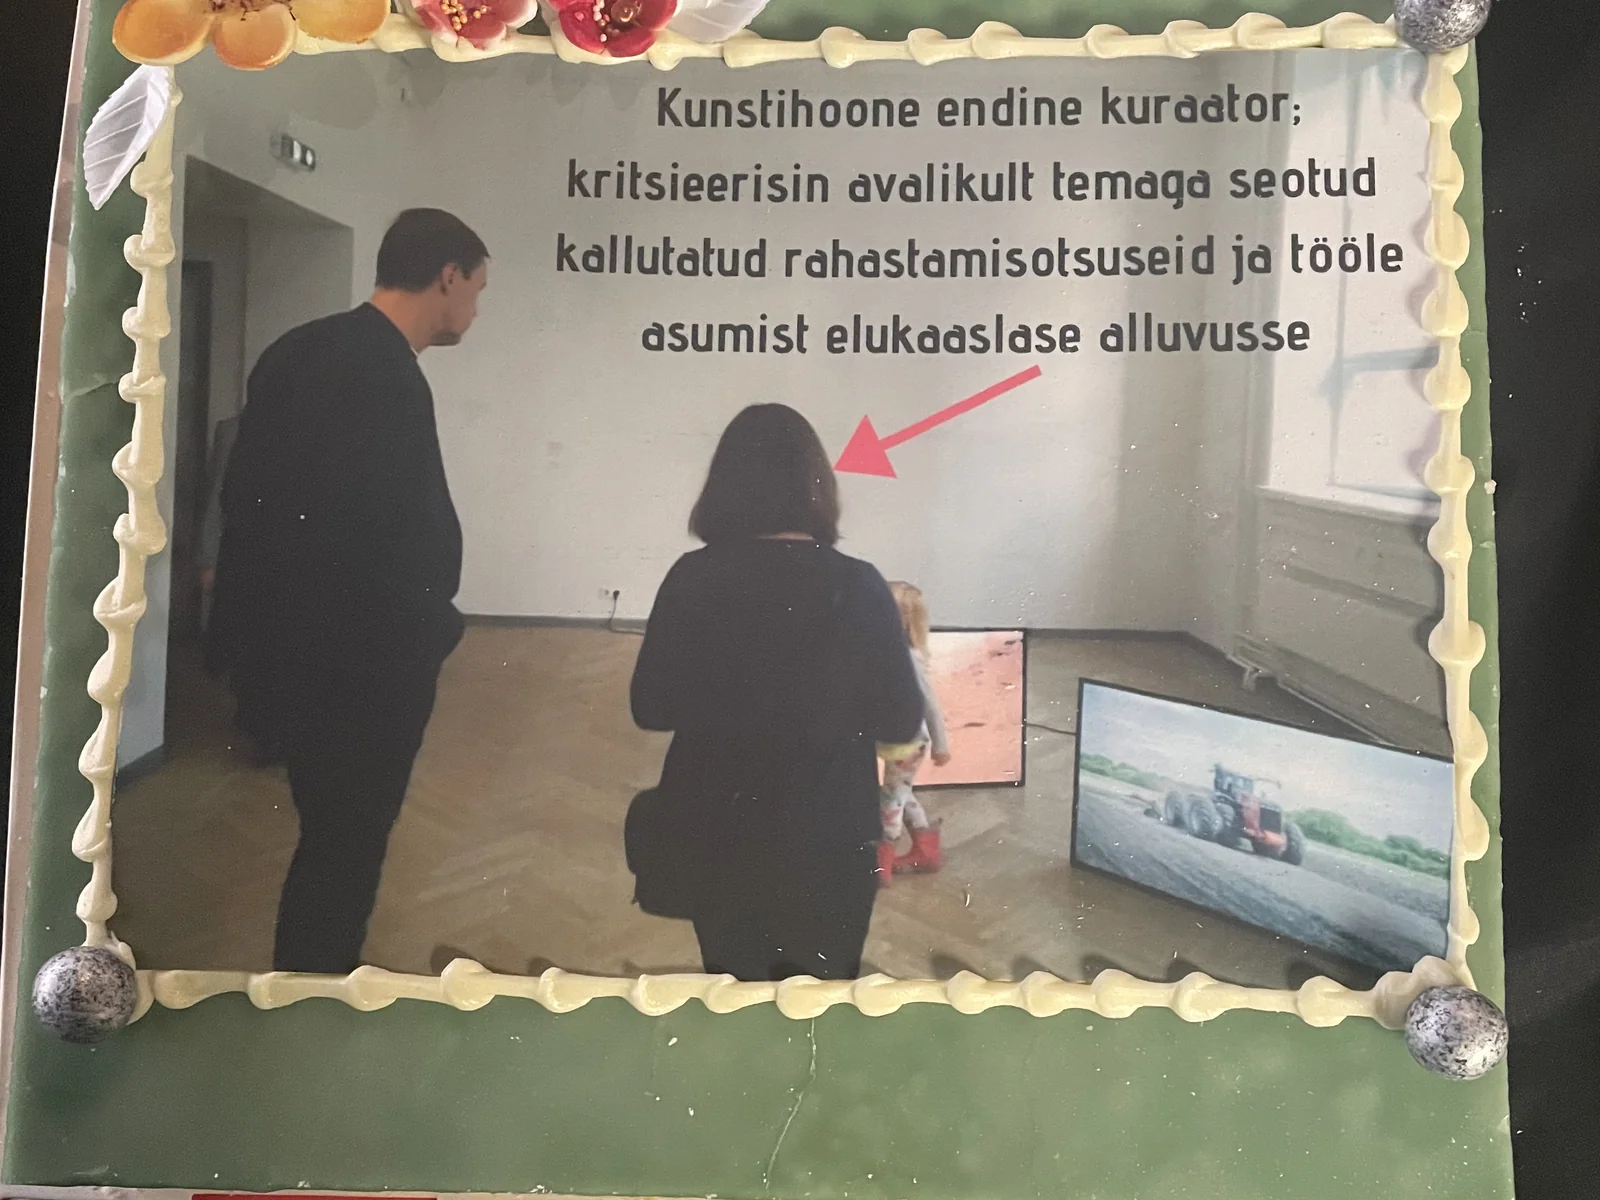 Kunstihoone endine kuraator;
kritsieerisin avalikult temaga seotud
kallutatud rahastamisotsuseid ja tööle
asumist elukaaslase alluvusse